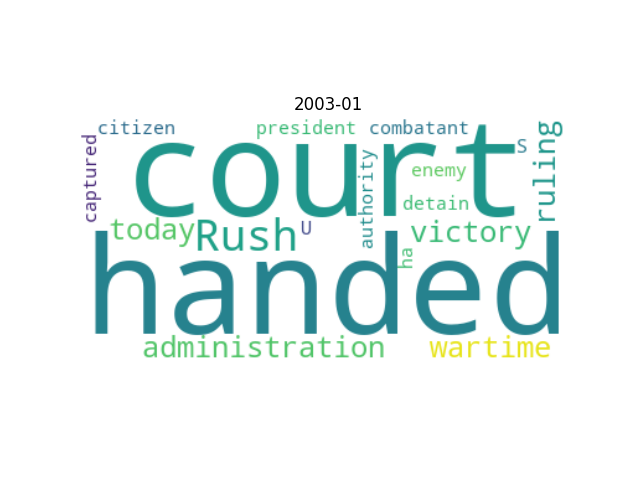 2003-01
citizen president combatant
captured court authority enemy S ruling
detain
today Rush U victory
ha
handed
administration wartime